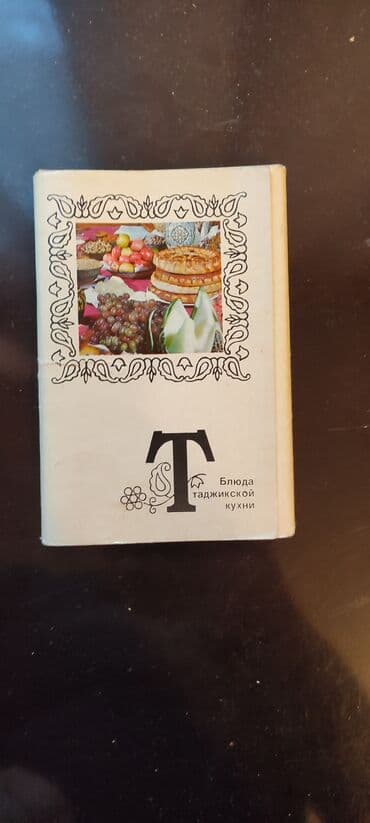 Т
Блюда
таджикской
кухни